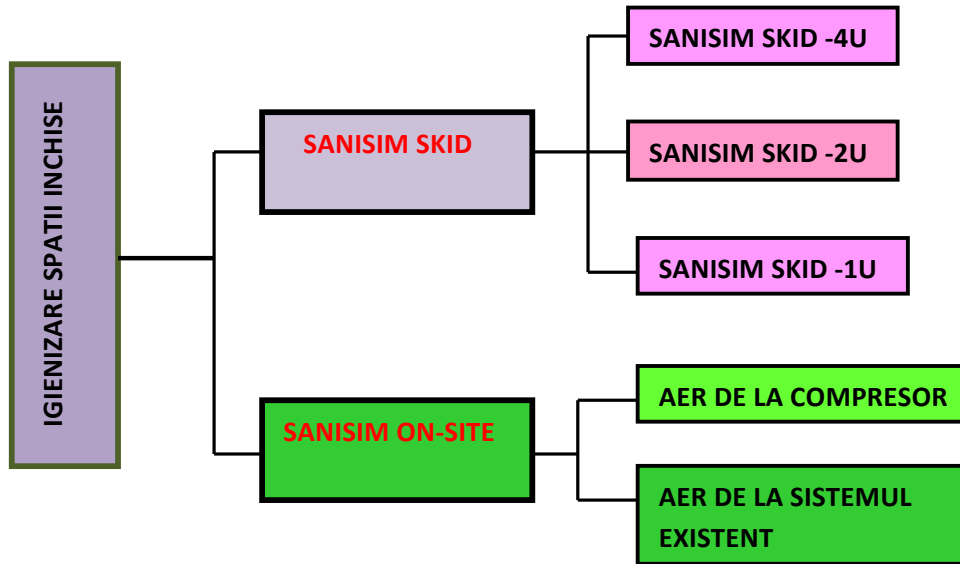 IGIENIZARE SPATII INCHISE
SANISIM SKID
SANISIM SKID -4U
SANISIM SKID -2U
SANISIM SKID -1U
SANISIM ON-SITE
AER DE LA COMPRESOR
AER DE LA SISTEMUL
EXISTENT